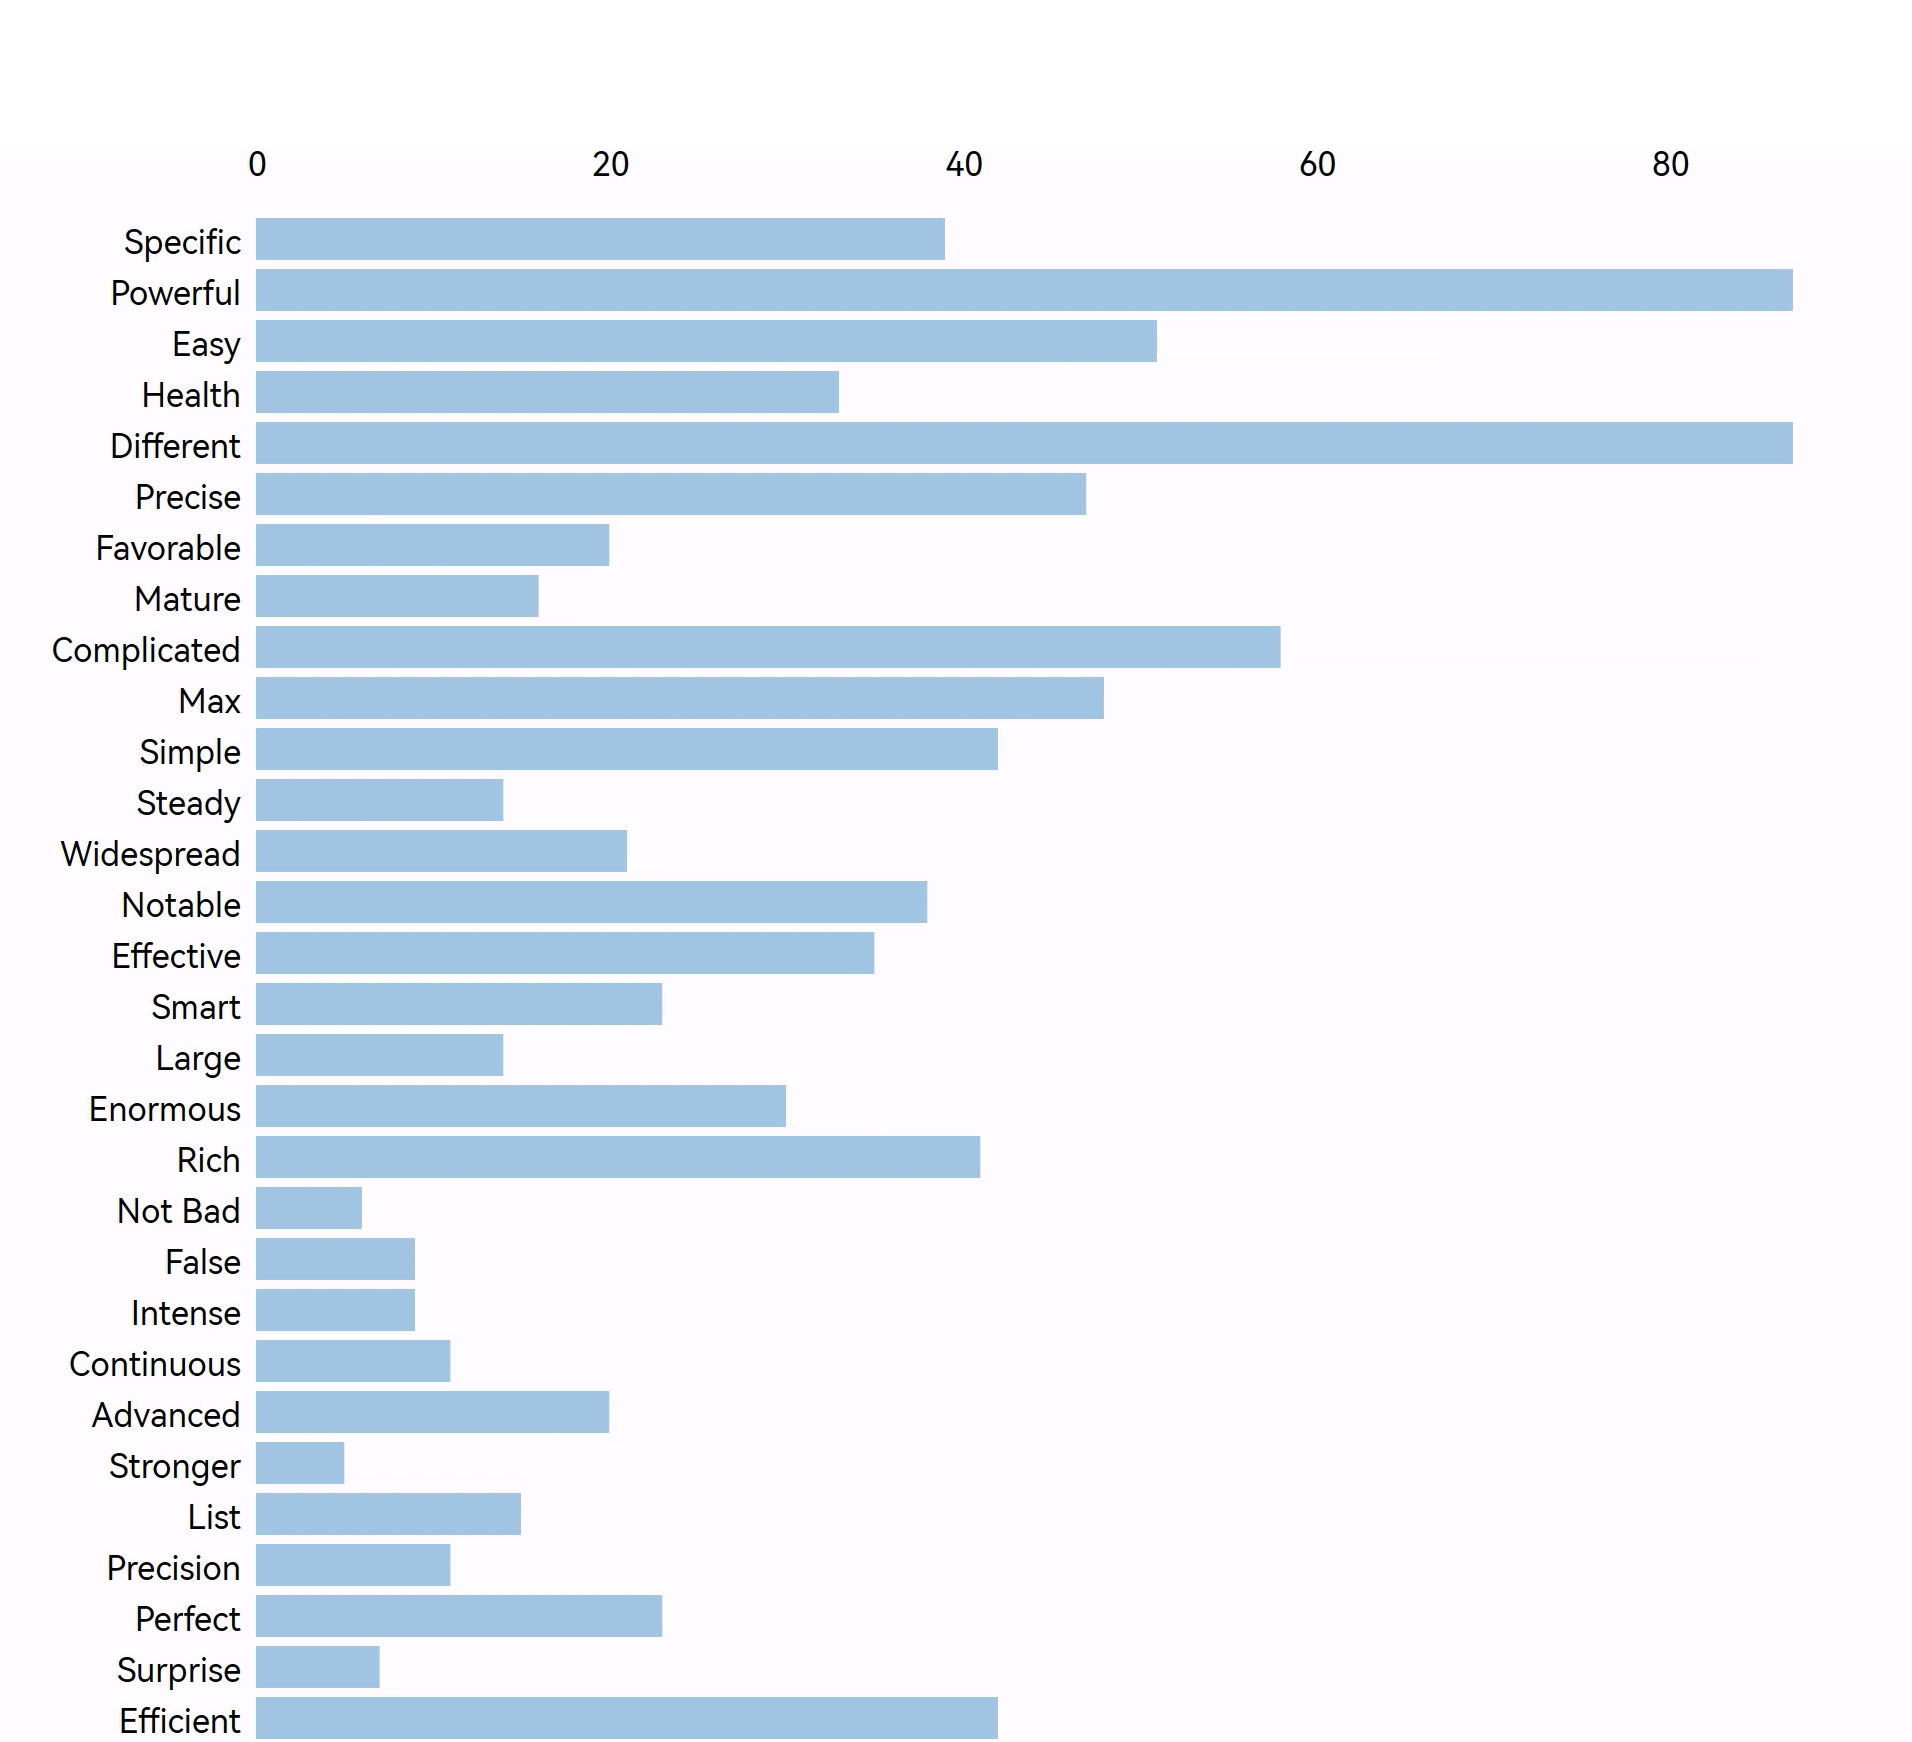 0 20 40 60 80
Specific
Powerful
Easy
Health
Different
Precise
Favorable
Mature
Complicated
Max
Simple
Steady
Widespread
Notable
Effective
Smart
Large
Enormous
Rich
Not Bad
False
Intense
Continuous
Advanced
Stronger
List
Precision
Perfect
Surprise
Efficient